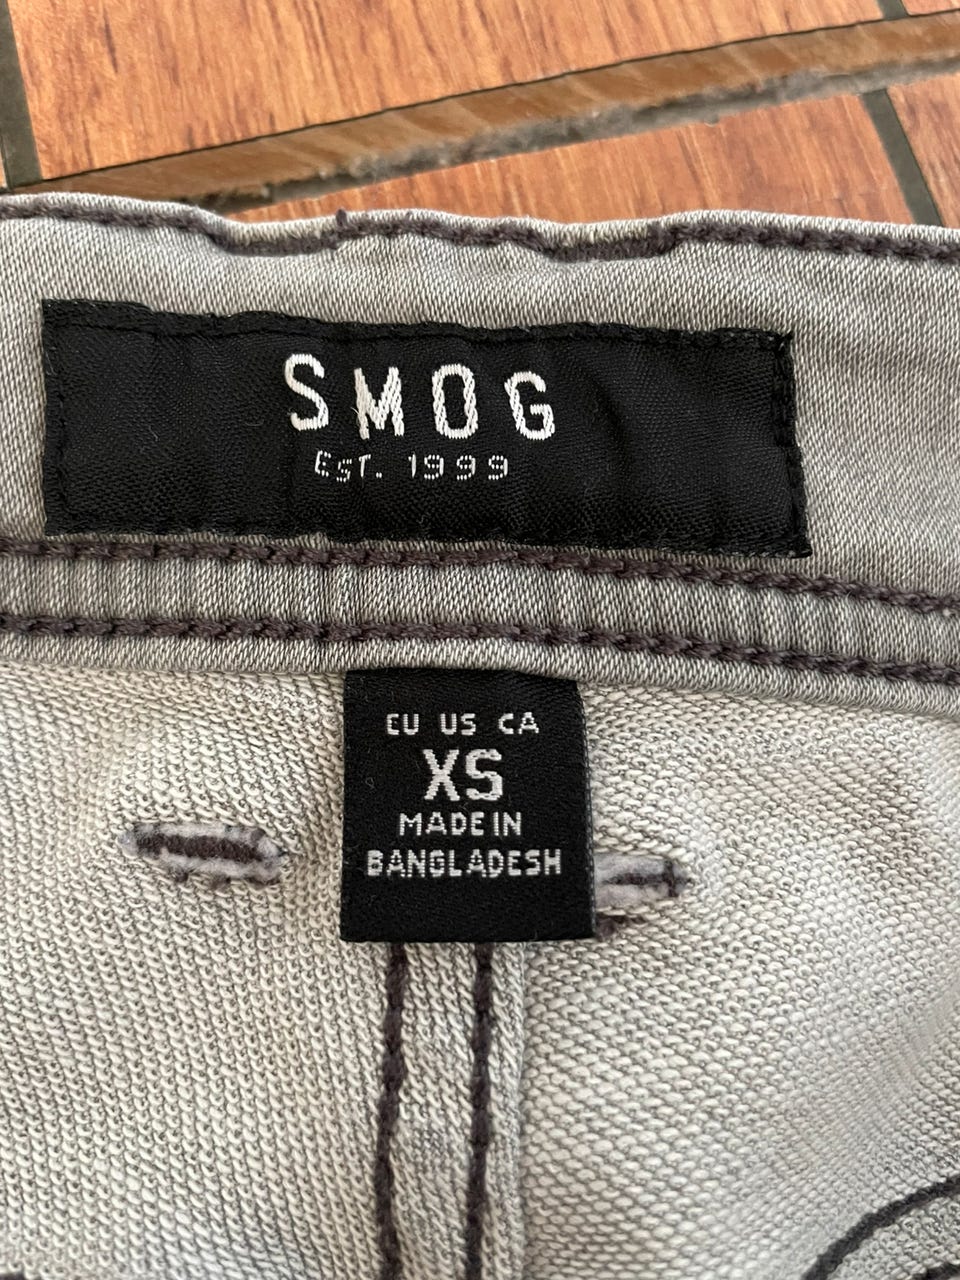 SMOG
EST. 1999
EU US CA
XS
MADE IN
BANGLADESH